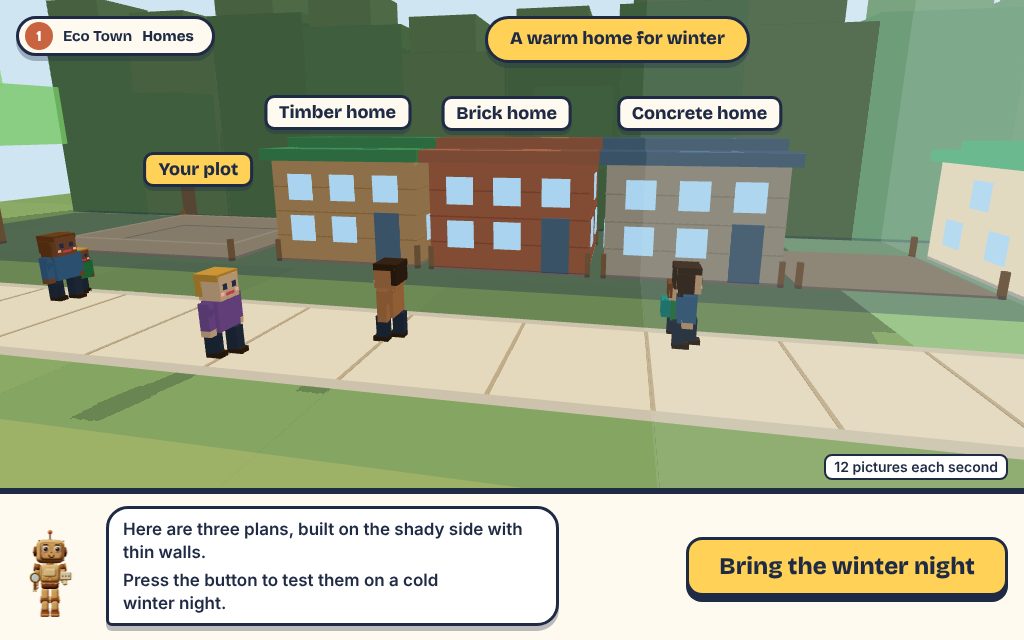 1 Eco Town Homes
A warm home for winter
Timber home
Brick home
Concrete home
Your plot
12 pictures each second
Here are three plans, built on the shady side with
thin walls.
Press the button to test them on a cold
winter night.
Bring the winter night